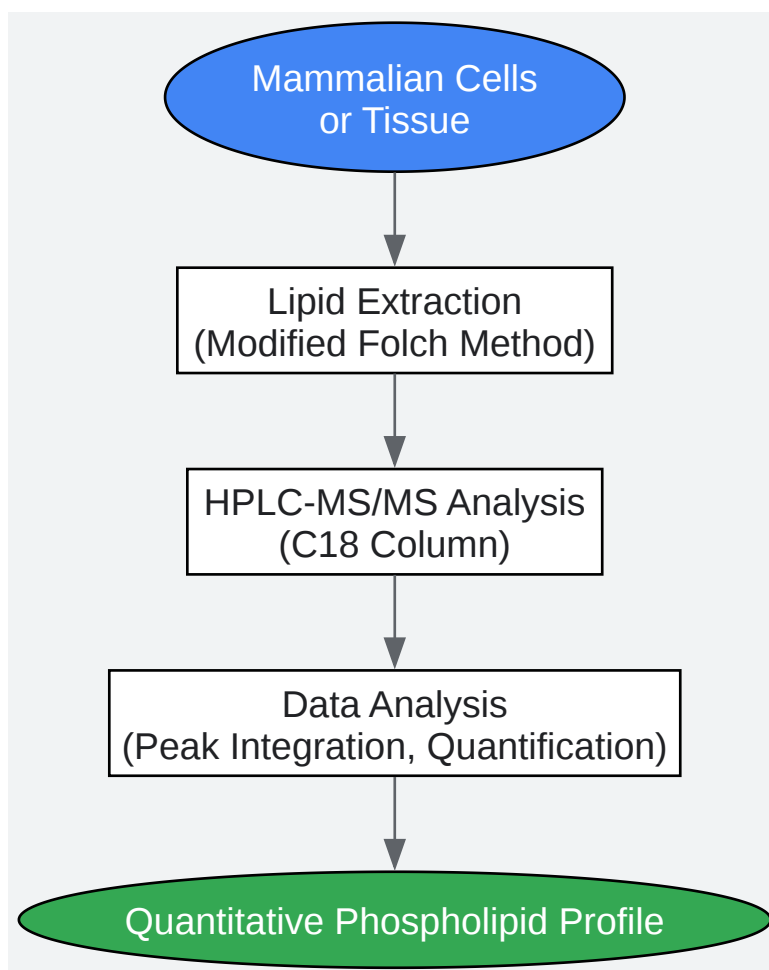 Mammalian Cells
or Tissue
Lipid Extraction
(Modified Folch Method)
HPLC-MS/MS Analysis
(C18 Column)
Data Analysis
(Peak Integration, Quantification)
Quantitative Phospholipid Profile